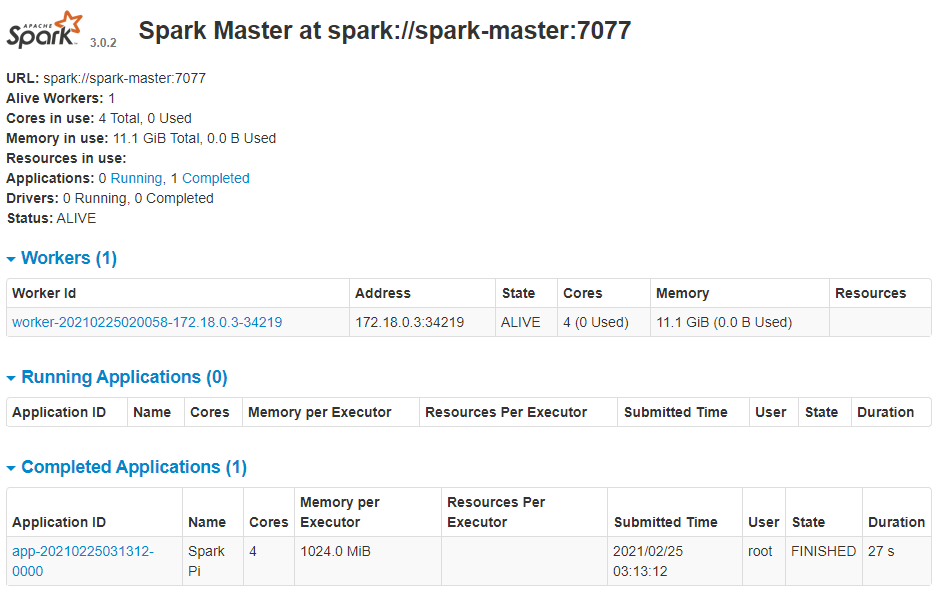 APACHE
Spark 3.0.2 Spark Master at spark://spark-master:7077
URL: spark://spark-master:7077
Alive Workers: 1
Cores in use: 4 Total, 0 Used
Memory in use: 11.1 GiB Total, 0.0 B Used
Resources in use:
Applications: 0 Running, 1 Completed
Drivers: 0 Running, 0 Completed
Status: ALIVE
Workers (1)
Worker Id Address State Cores Memory Resources
worker-20210225020058-172.18.0.3-34219 172.18.0.3:34219 ALIVE 4 (0 Used) 11.1 GiB (0.0 B Used)
Running Applications (0)
Application ID Name Cores Memory per Executor Resources Per Executor Submitted Time User State Duration
Completed Applications (1)
Memory per Resources Per
Application ID Name Cores Executor Executor Submitted Time User State Duration
app-20210225031312- Spark 4 1024.0 MiB 2021/02/25 root FINISHED 27 s
0000 Pi 03:13:12